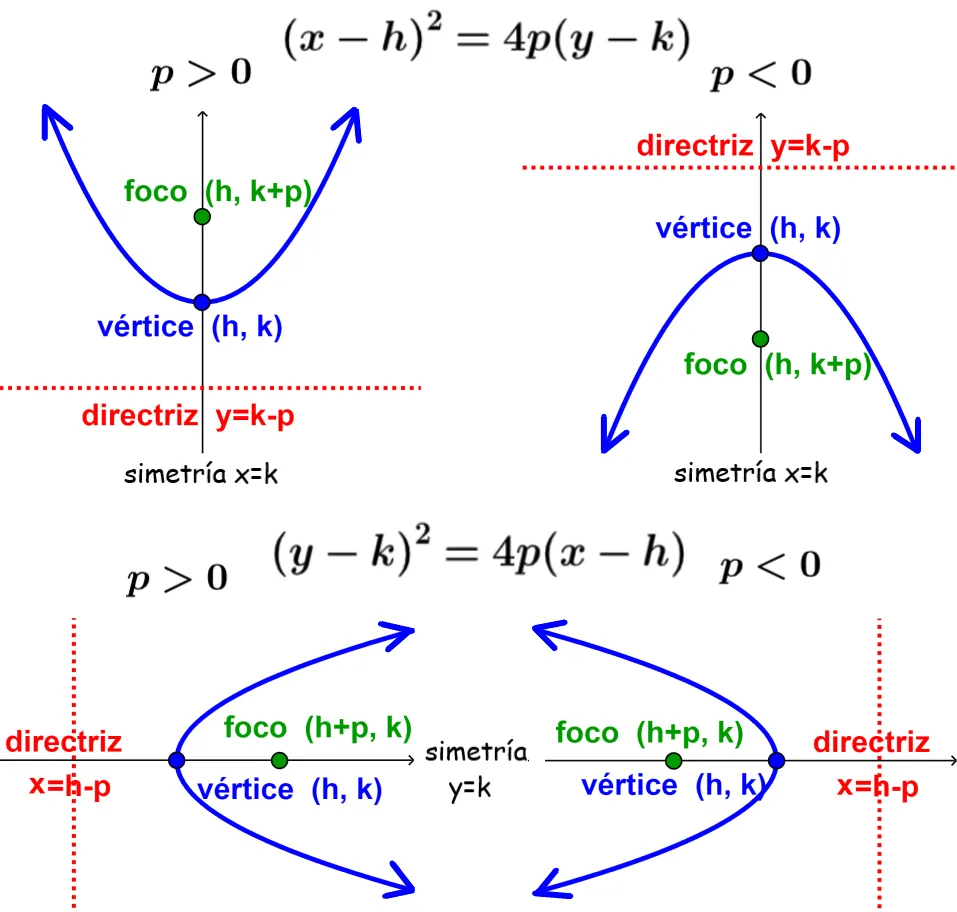 (x − h)² = 4p(y − k)
p > 0
p < 0
foco (h, k+p)
vértice (h, k)
directriz y=k-p
simetría x=k
directriz y=k-p
vértice (h, k)
foco (h, k+p)
simetría x=k
(y − k)² = 4p(x − h)
p > 0
p < 0
directriz
x=h-p
foco (h+p, k)
vértice (h, k)
simetría
y=k
foco (h+p, k)
vértice (h, k)
directriz
x=h-p